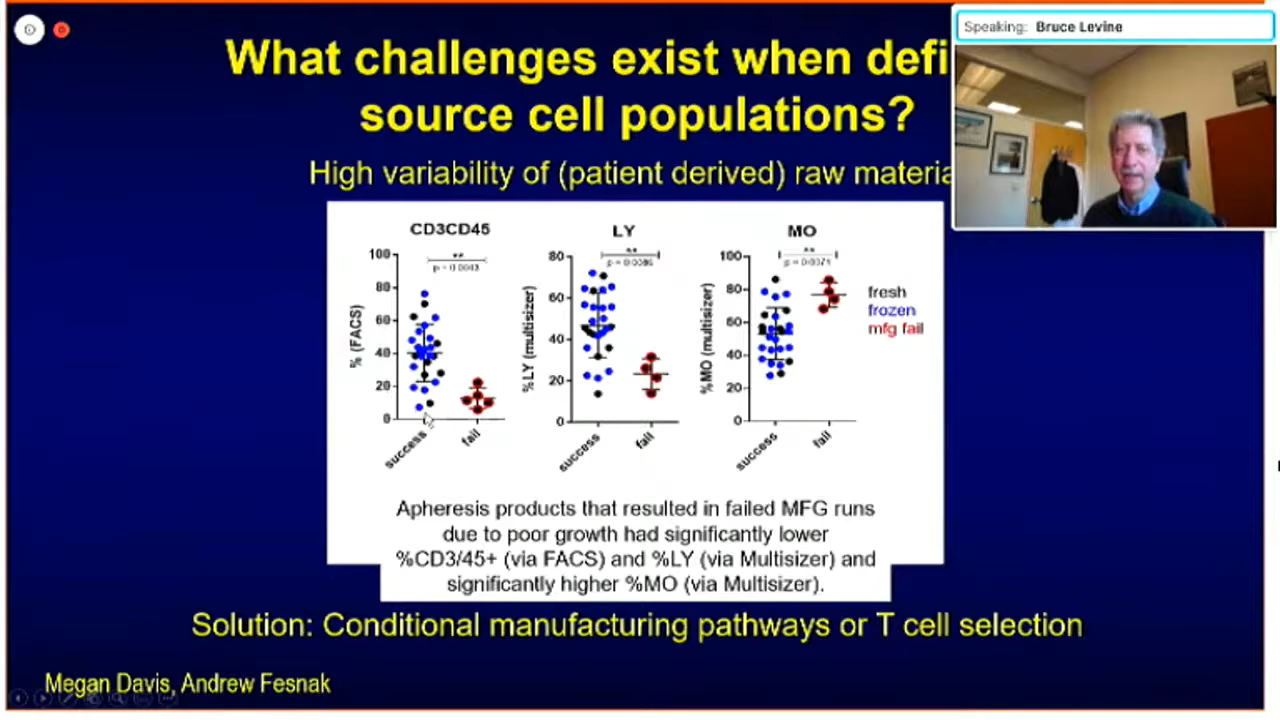 Speaking: Bruce Levine
What challenges exist when defi
source cell populations?
High variability of (patient derived) raw materia
CD3CD45
LY
MO
**
**
**
% (FACS)
100
80
60
40
20
0
success
fail
%LY (multisizer)
80
60
40
20
0
success
fail
%MO (multisizer)
100
80
60
40
20
0
success
fail
fresh
frozen
mfg fail
Apheresis products that resulted in failed MFG runs
due to poor growth had significantly lower
%CD3/45+ (via FACS) and %LY (via Multisizer) and
significantly higher %MO (via Multisizer).
Solution: Conditional manufacturing pathways or T cell selection
Megan Davis, Andrew Fesnak